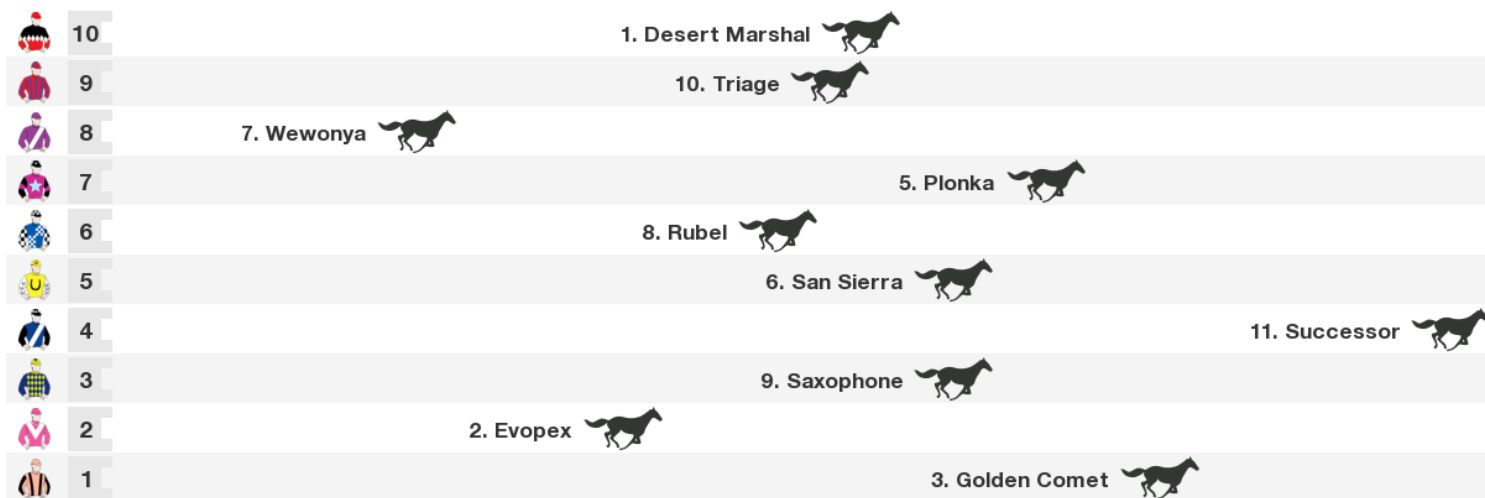 10 1. Desert Marshal
9 10. Triage
8 7. Wewonya
7 5. Plonka
6 8. Rubel
5 U 6. San Sierra
4 11. Successor
3 9. Saxophone
2 2. Evopex
1 3. Golden Comet